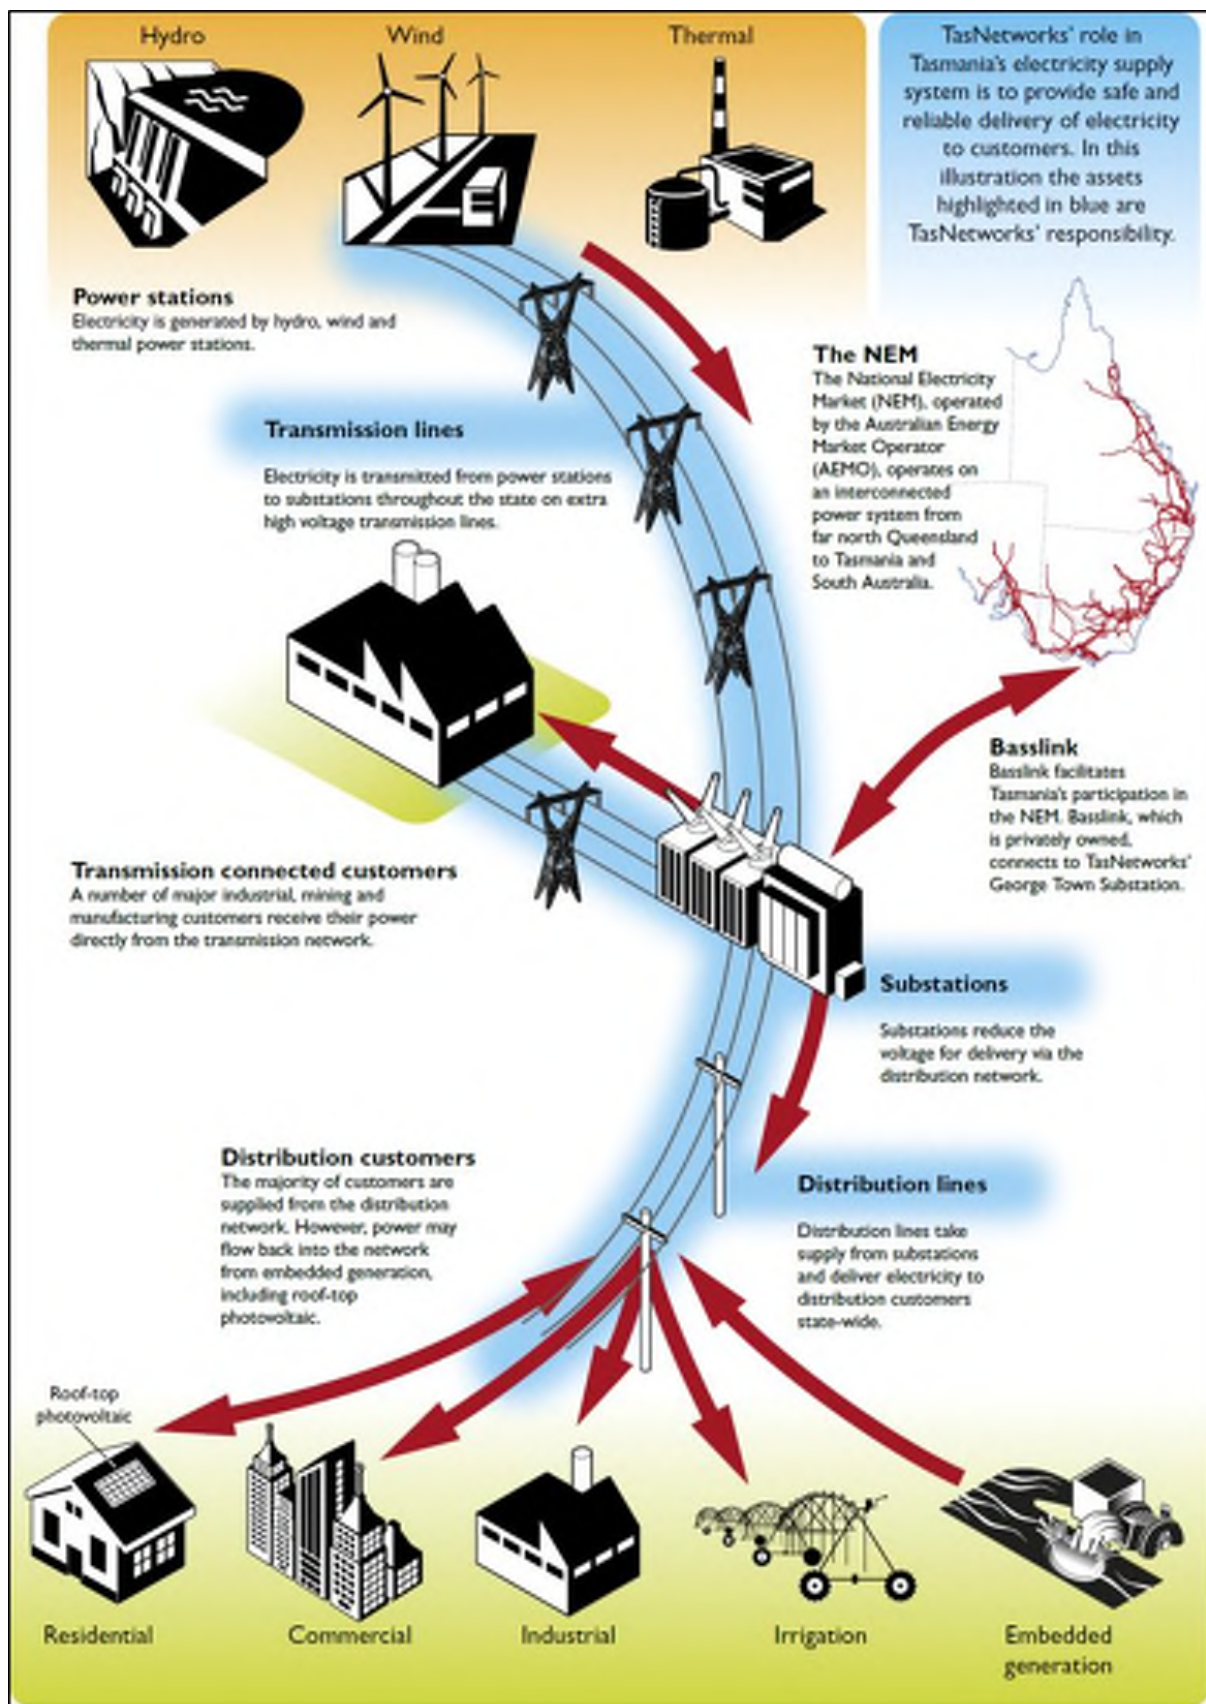 Hydro
Wind
Thermal
TasNetworks' role in
Tasmania's electricity supply
system is to provide safe and
reliable delivery of electricity
to customers. In this
illustration the assets
highlighted in blue are
TasNetworks' responsibility.
Power stations
Electricity is generated by hydro, wind and
thermal power stations.
The NEM
The National Electricity
Market (NEM), operated
by the Australian Energy
Market Operator
(AEMO), operates on
an interconnected
power system from
far north Queensland
to Tasmania and
South Australia.
Transmission lines
Electricity is transmitted from power stations
to substations throughout the state on extra
high voltage transmission lines.
Basslink
Basslink facilitates
Tasmania's participation in
the NEM. Basslink, which
is privately owned,
connects to TasNetworks'
George Town Substation.
Transmission connected customers
A number of major industrial, mining and
manufacturing customers receive their power
directly from the transmission network.
Substations
Substations reduce the
voltage for delivery via the
distribution network.
Distribution customers
The majority of customers are
supplied from the distribution
network. However, power may
flow back into the network
from embedded generation,
including roof-top
photovoltaic.
Distribution lines
Distribution lines take
supply from substations
and deliver electricity to
distribution customers
state-wide.
Roof-top
photovoltaic
Residential
Commercial
Industrial
Irrigation
Embedded
generation